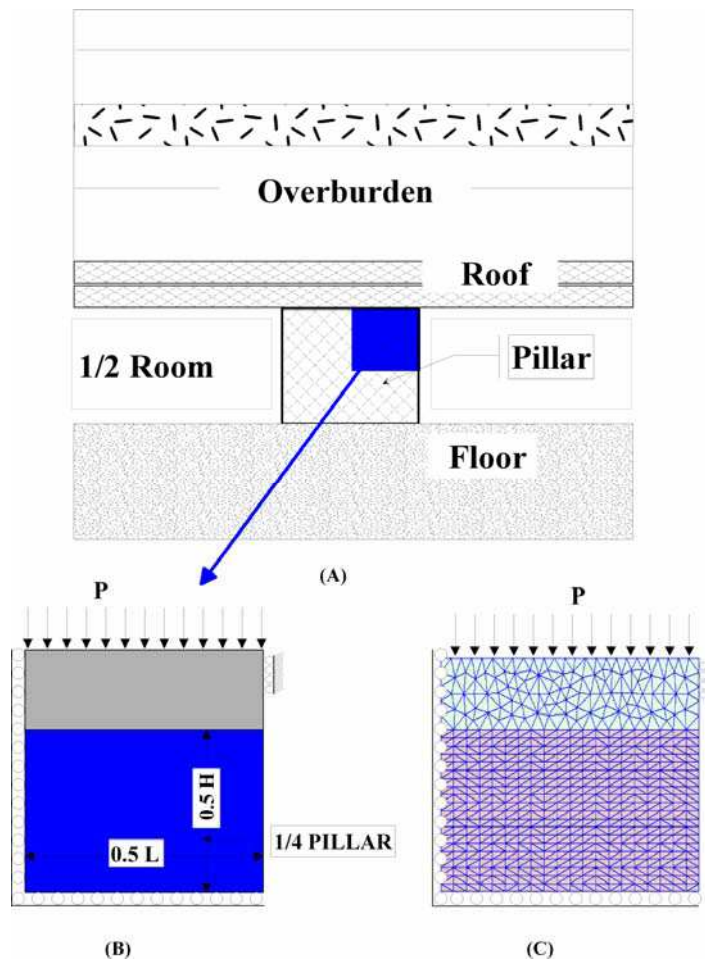 Overburden
Roof
1/2 Room
Pillar
Floor
(A)
P
P
0.5 H
0.5 L
1/4 PILLAR
(B)
(C)